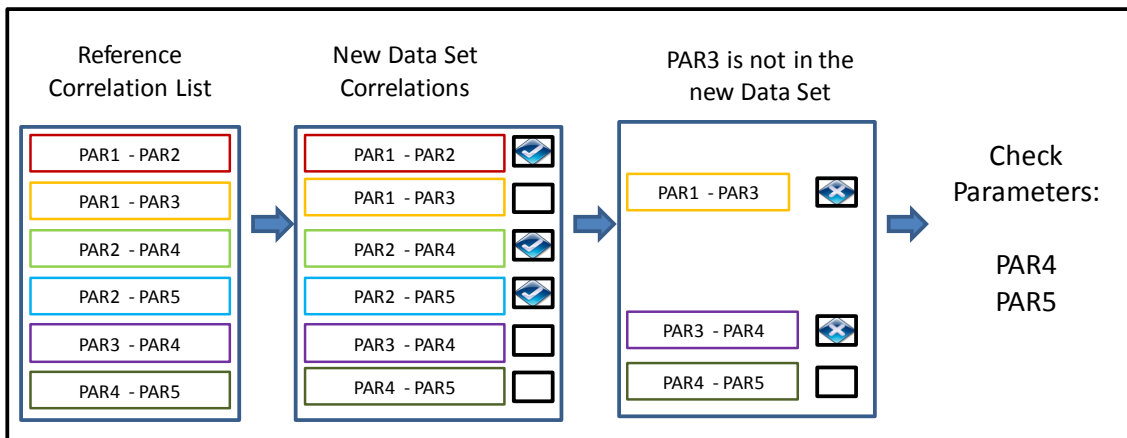 Reference
Correlation List
PAR1 - PAR2
PAR1 - PAR3
PAR2 - PAR4
PAR2 - PAR5
PAR3 - PAR4
PAR4 - PAR5
New Data Set
Correlations
PAR1 - PAR2
PAR1 - PAR3
PAR2 - PAR4
PAR2 - PAR5
PAR3 - PAR4
PAR4 - PAR5
PAR3 is not in the
new Data Set
PAR1 - PAR3
PAR3 - PAR4
PAR4 - PAR5
Check
Parameters:
PAR4
PAR5